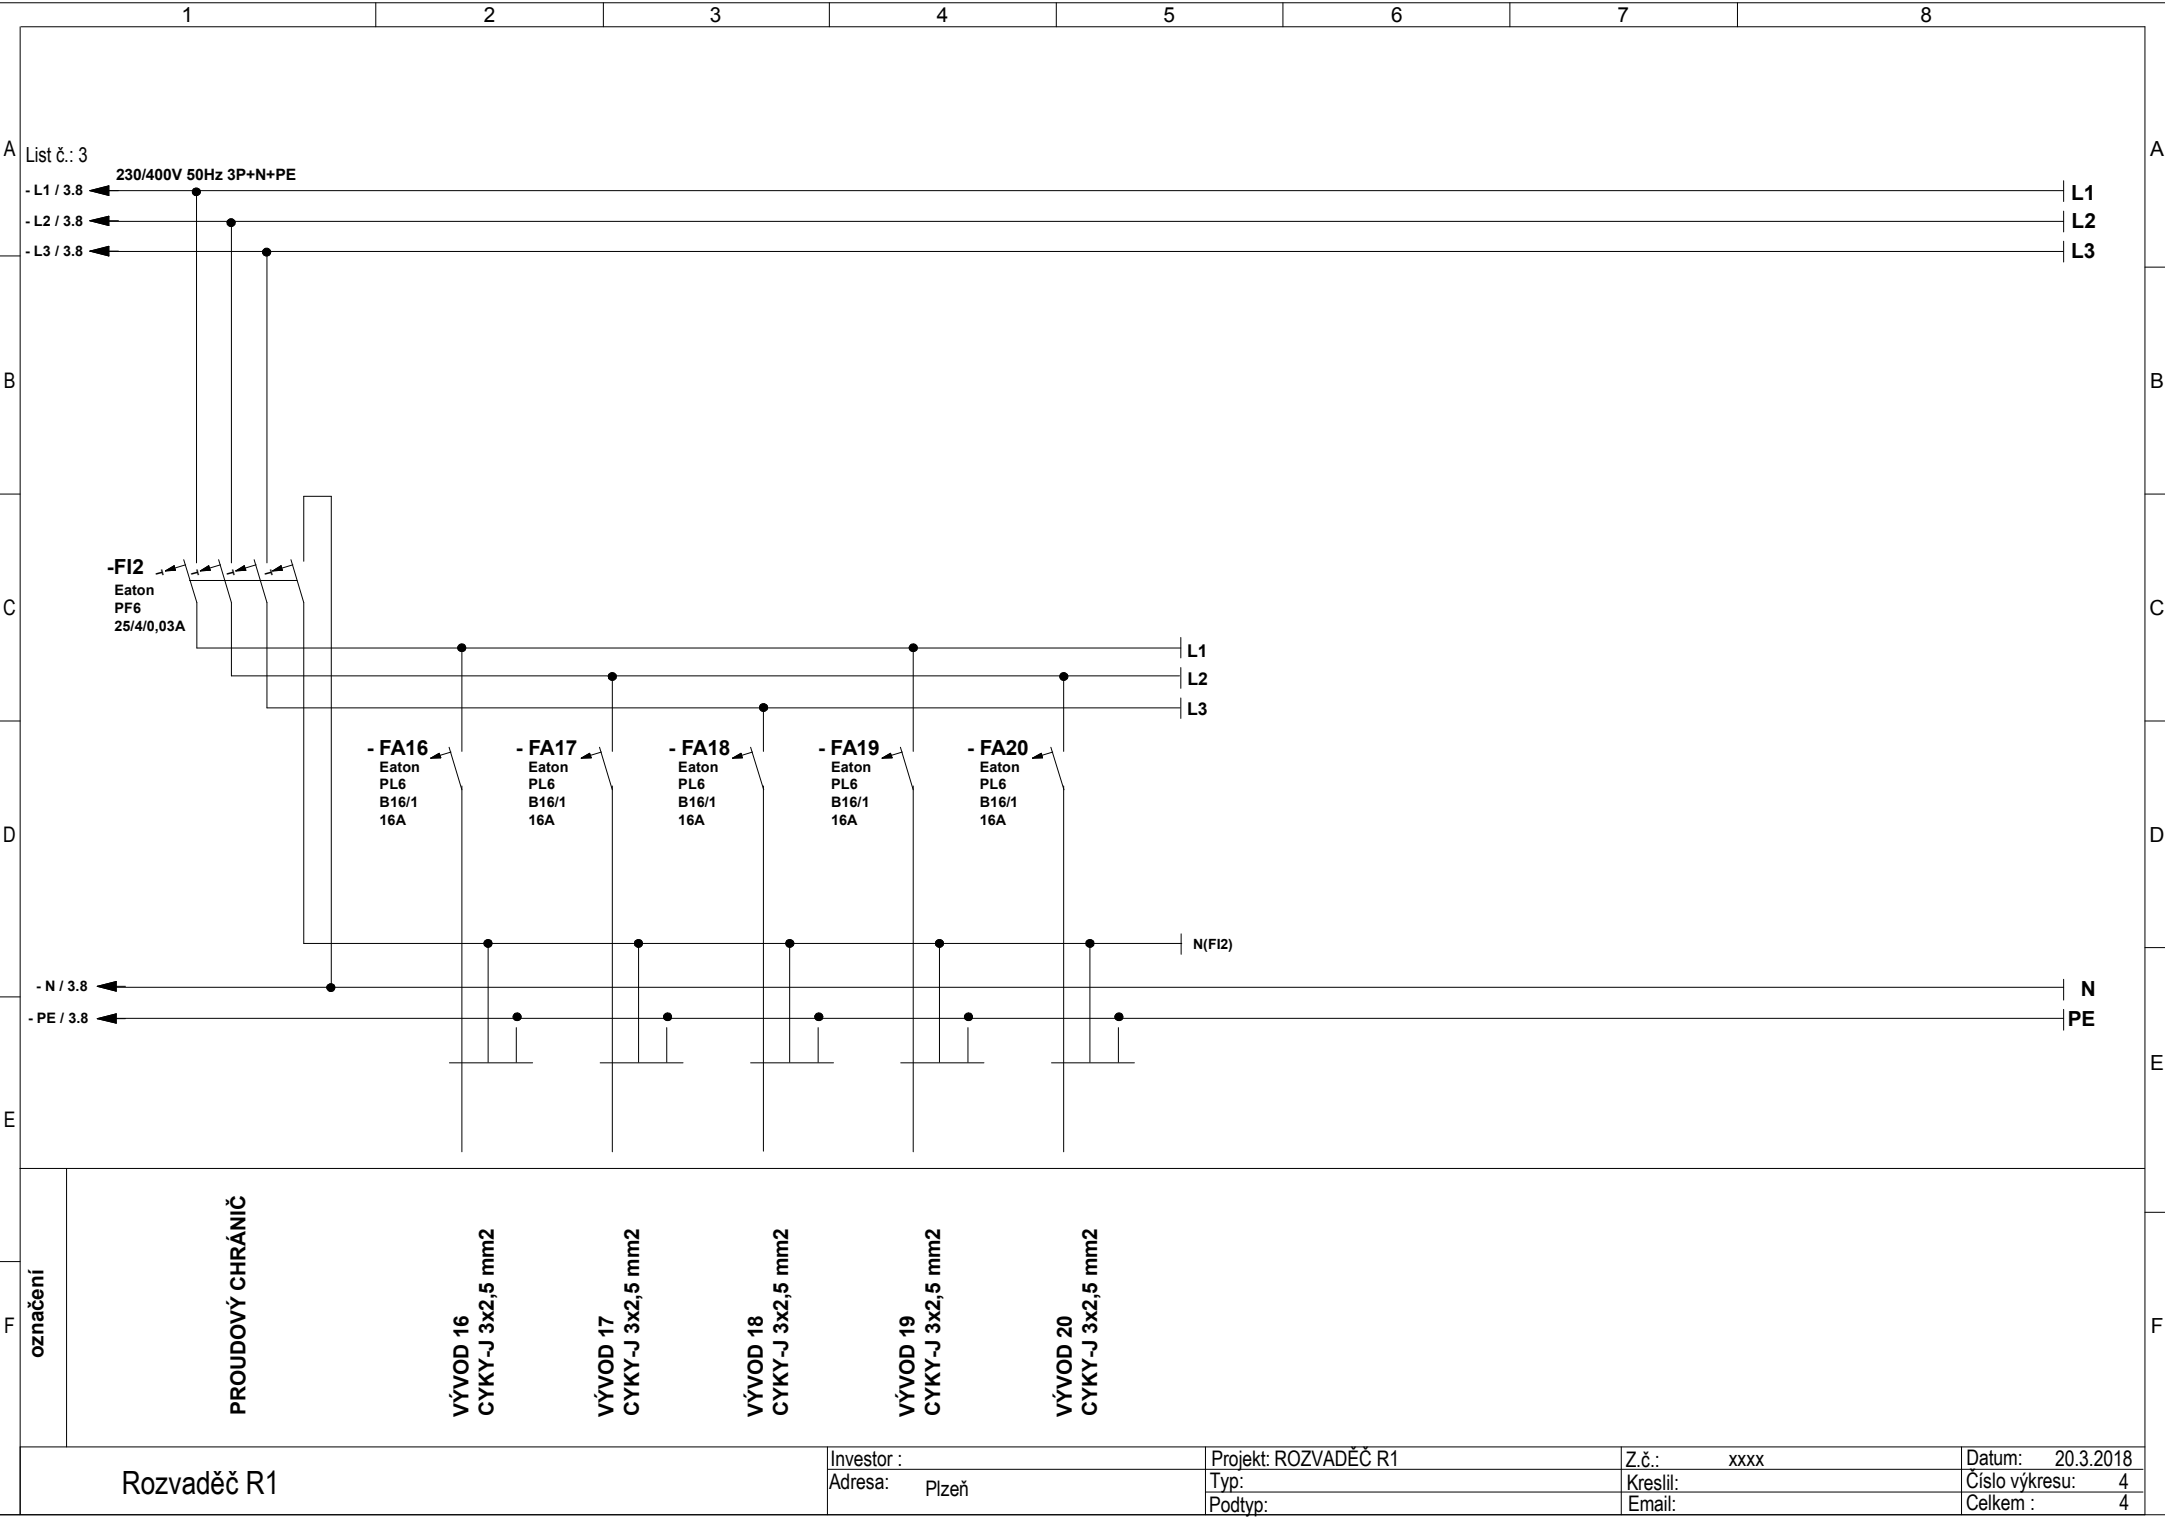 1 2 3 4 5 6 7 8
A A
List č.: 3
230/400V 50Hz 3P+N+PE
- L1 / 3.8 L1
- L2 / 3.8 L2
- L3 / 3.8 L3
B B
-FI2
Eaton
PF6
25/4/0,03A
C C
L1
L2
L3
- FA16
Eaton
PL6
B16/1
16A
- FA17
Eaton
PL6
B16/1
16A
- FA18
Eaton
PL6
B16/1
16A
- FA19
Eaton
PL6
B16/1
16A
- FA20
Eaton
PL6
B16/1
16A
D D
N(FI2)
- N / 3.8 N
- PE / 3.8 PE
E E
označení
PROUDOVÝ CHRÁNIČ
VÝVOD 16
CYKY-J 3x2,5 mm2
VÝVOD 17
CYKY-J 3x2,5 mm2
VÝVOD 18
CYKY-J 3x2,5 mm2
VÝVOD 19
CYKY-J 3x2,5 mm2
VÝVOD 20
CYKY-J 3x2,5 mm2
F F
Rozvaděč R1
Investor :
Adresa: Plzeň
Projekt: ROZVADĚČ R1
Typ:
Podtyp:
Z.č.: xxxx
Kreslil:
Email:
Datum: 20.3.2018
Číslo výkresu: 4
Celkem : 4